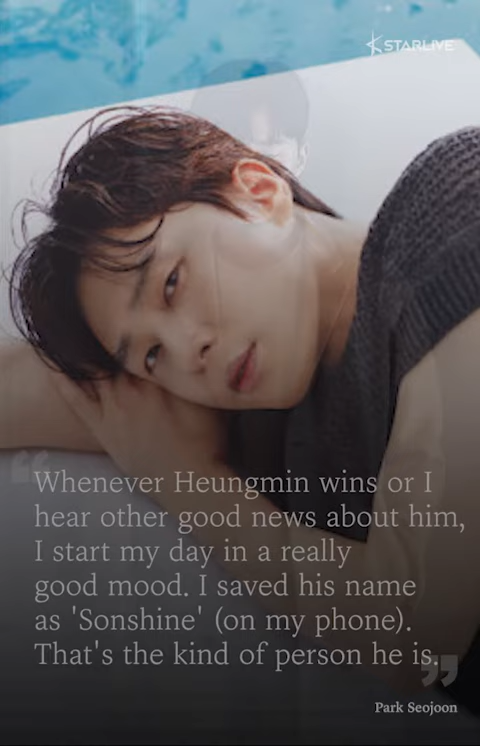 STARLIVE
“
Whenever Heungmin wins or I
hear other good news about him,
I start my day in a really
good mood. I saved his name
as 'Sonshine' (on my phone).
That's the kind of person he is.
”
Park Seojoon